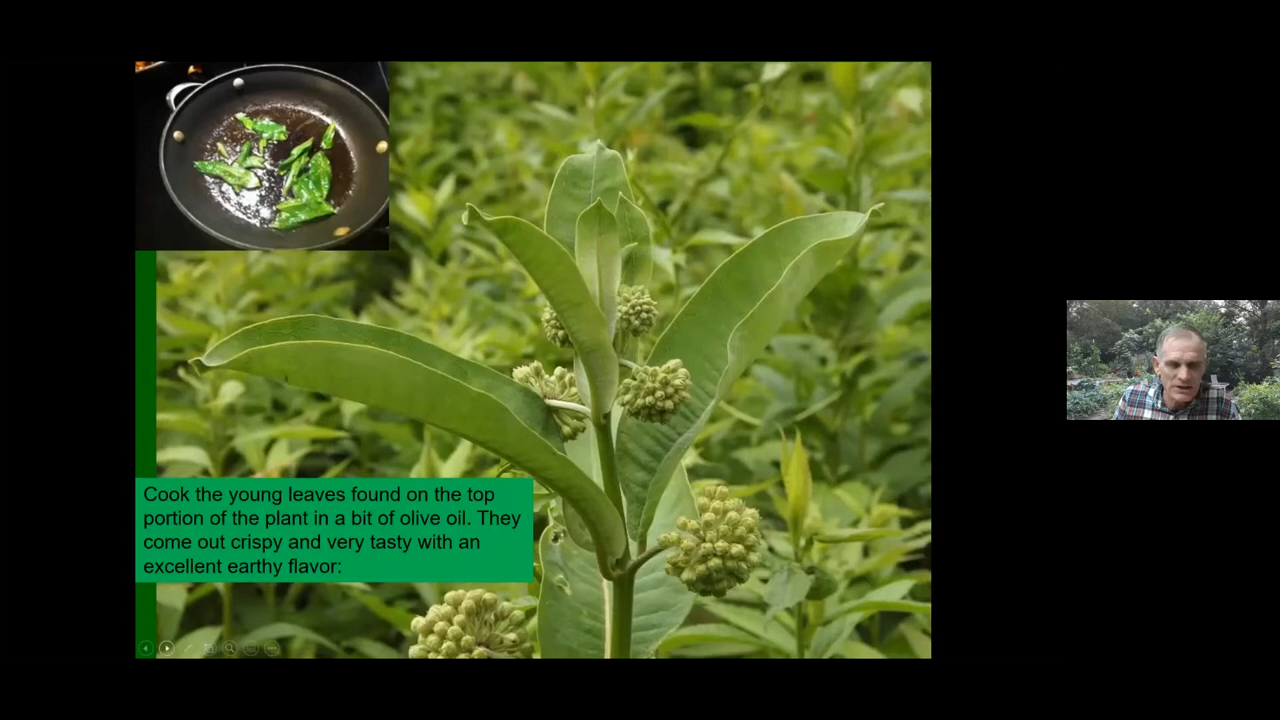 Cook the young leaves found on the top
portion of the plant in a bit of olive oil. They
come out crispy and very tasty with an
excellent earthy flavor: